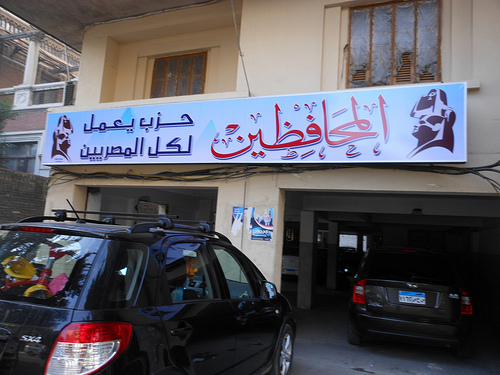 المحافظين
حزب يعمل
لكل المصريين
SX4